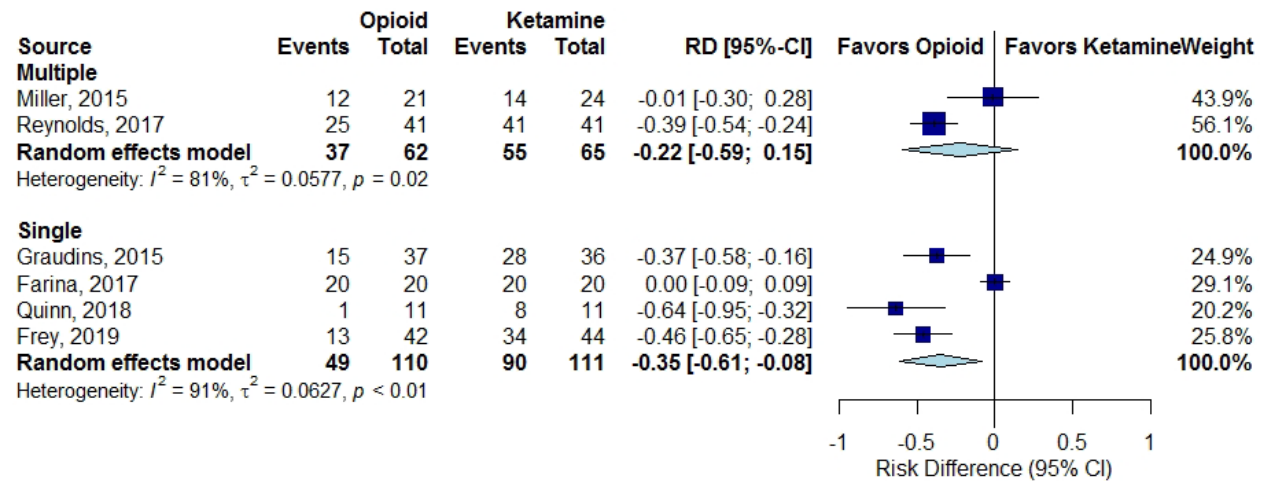 Opioid Ketamine
Source Events Total Events Total RD [95%-CI] Favors Opioid Favors KetamineWeight
Multiple
Miller, 2015 12 21 14 24 -0.01 [-0.30; 0.28] 43.9%
Reynolds, 2017 25 41 41 41 -0.39 [-0.54; -0.24] 56.1%
Random effects model 37 62 55 65 -0.22 [-0.59; 0.15] 100.0%
Heterogeneity: I² = 81%, τ² = 0.0577, p = 0.02
Single
Graudins, 2015 15 37 28 36 -0.37 [-0.58; -0.16] 24.9%
Farina, 2017 20 20 20 20 0.00 [-0.09; 0.09] 29.1%
Quinn, 2018 1 11 8 11 -0.64 [-0.95; -0.32] 20.2%
Frey, 2019 13 42 34 44 -0.46 [-0.65; -0.28] 25.8%
Random effects model 49 110 90 111 -0.35 [-0.61; -0.08] 100.0%
Heterogeneity: I² = 91%, τ² = 0.0627, p < 0.01
-1 -0.5 0 0.5 1
Risk Difference (95% CI)